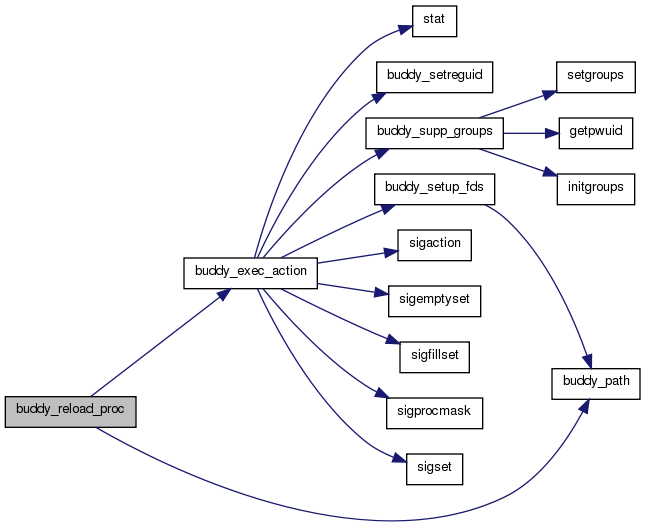 stat
buddy_setreguid
setgroups
buddy_supp_groups
getpwuid
buddy_setup_fds
initgroups
sigaction
buddy_exec_action
sigemptyset
sigfillset
buddy_path
buddy_reload_proc
sigprocmask
sigset